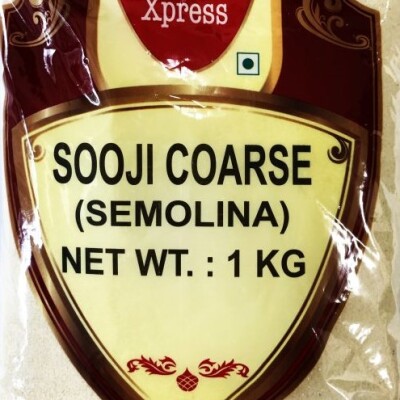 Xpress
SOOJI COARSE
(SEMOLINA)
NET WT. : 1 KG